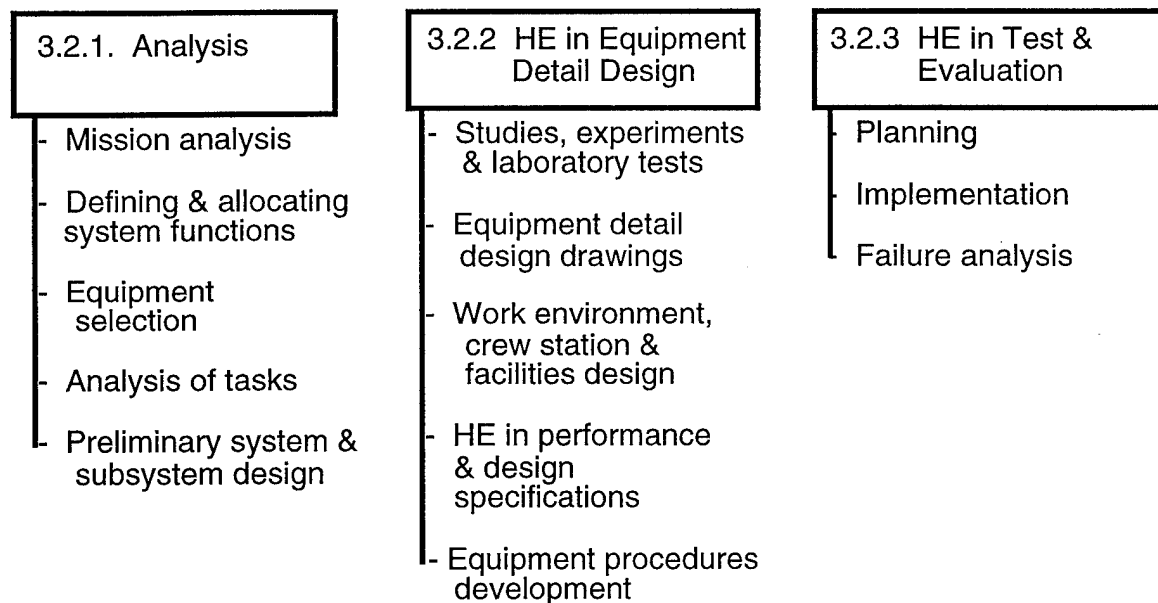 3.2.1. Analysis
- Mission analysis
- Defining & allocating
system functions
- Equipment
selection
- Analysis of tasks
- Preliminary system &
subsystem design
3.2.2 HE in Equipment
Detail Design
- Studies, experiments
& laboratory tests
- Equipment detail
design drawings
- Work environment,
crew station &
facilities design
- HE in performance
& design
specifications
- Equipment procedures
development
3.2.3 HE in Test &
Evaluation
- Planning
- Implementation
- Failure analysis